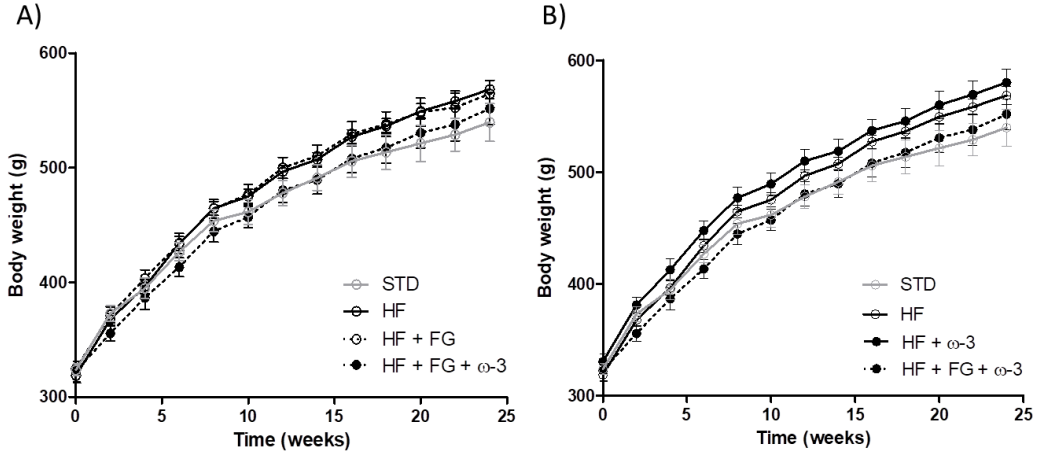 A)
600
500
400
300
Body weight (g)
0
5
10
15
20
25
Time (weeks)
STD
HF
HF + FG
HF + FG + ω-3
B)
600
500
400
300
Body weight (g)
0
5
10
15
20
25
Time (weeks)
STD
HF
HF + ω-3
HF + FG + ω-3